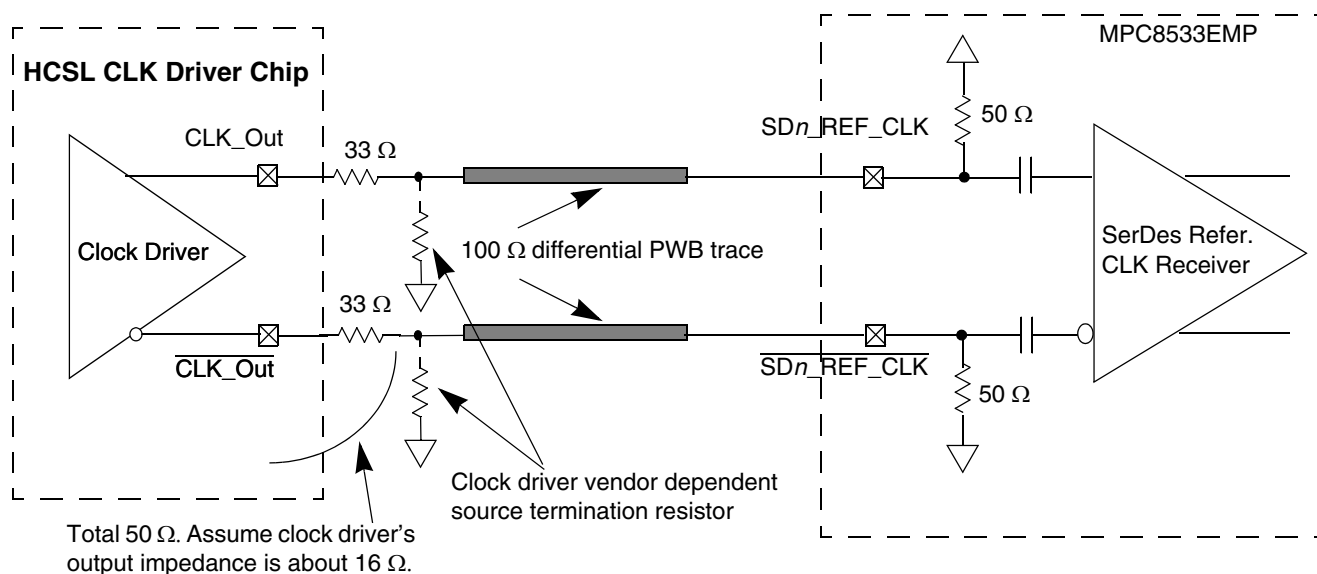 MPC8533EMP
HCSL CLK Driver Chip
50 Ω
CLK_Out
SDn_REF_CLK
33 Ω
Clock Driver
100 Ω differential PWB trace
SerDes Refer.
CLK Receiver
33 Ω
CLK_Out
SDn_REF_CLK
50 Ω
Clock driver vendor dependent
source termination resistor
Total 50 Ω. Assume clock driver's
output impedance is about 16 Ω.